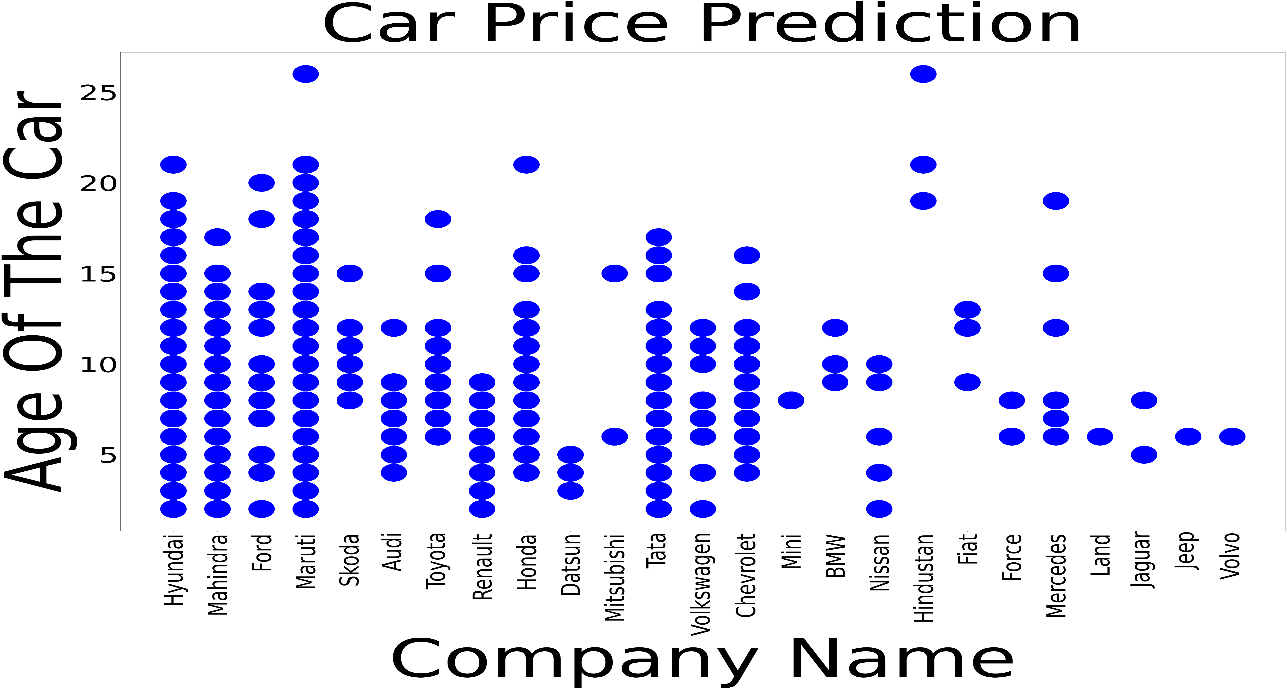 Car Price Prediction
Age Of The Car
25
20
15
10
5
Hyundai
Mahindra
Ford
Maruti
Skoda
Audi
Toyota
Renault
Honda
Datsun
Mitsubishi
Tata
Volkswagen
Chevrolet
Mini
BMW
Nissan
Hindustan
Fiat
Force
Mercedes
Land
Jaguar
Jeep
Volvo
Company Name